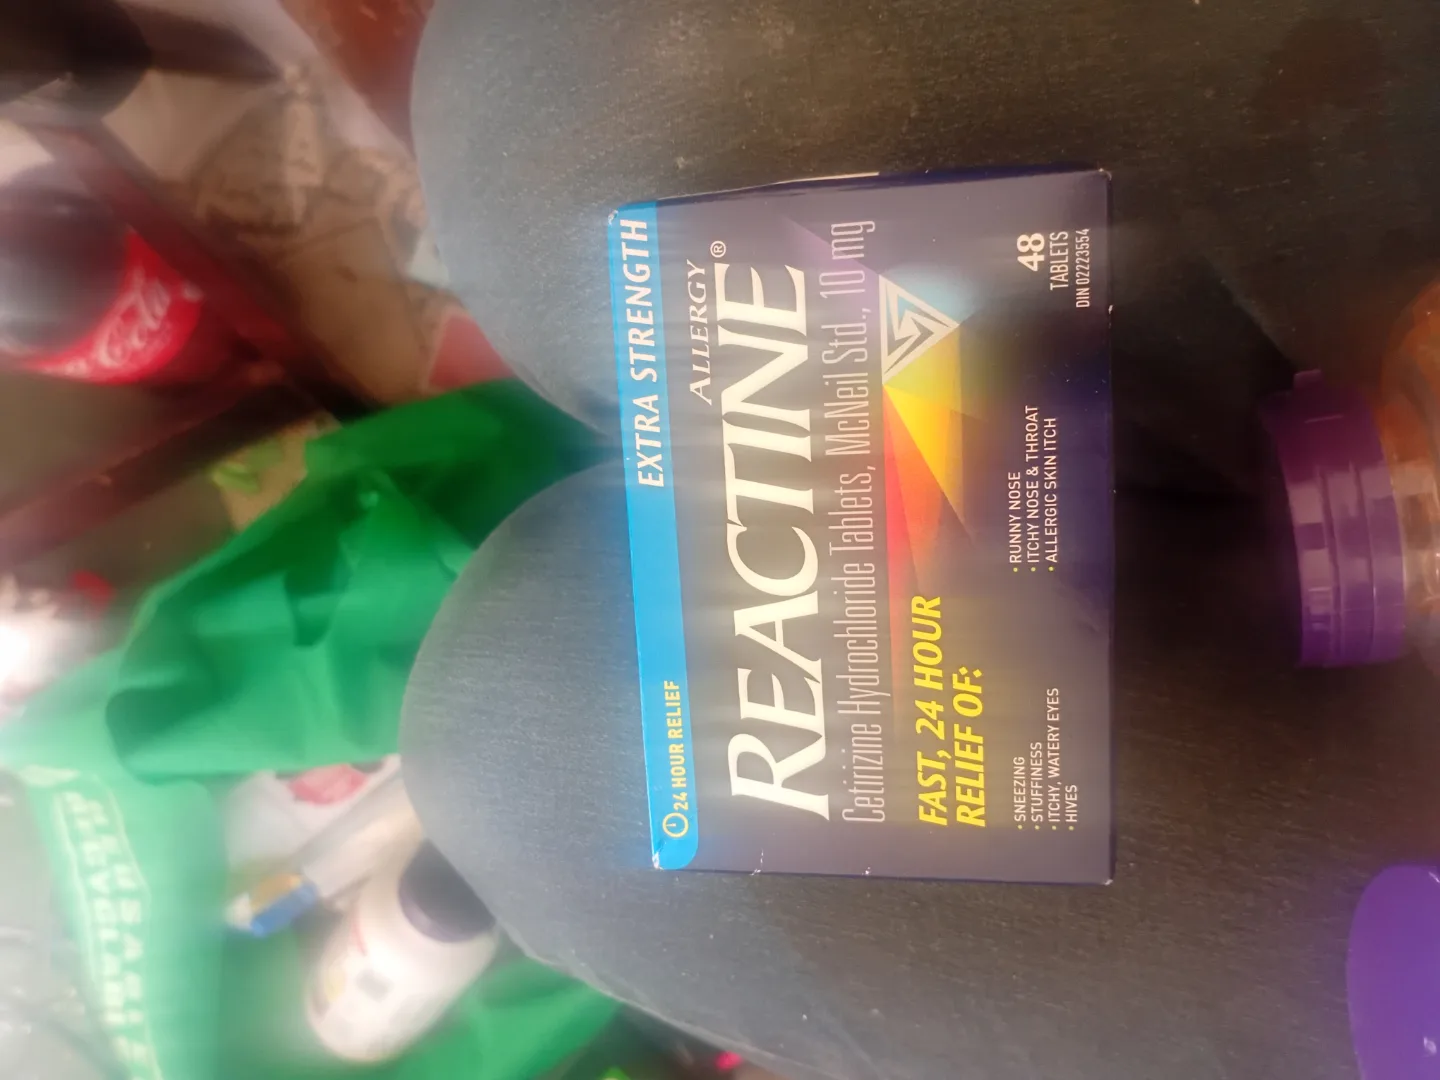 24 HOUR RELIEF
EXTRA STRENGTH
ALLERGY
REACTINE®
Cetirizine Hydrochloride Tablets, McNeil Std., 10 mg
FAST, 24 HOUR
RELIEF OF:
• SNEEZING
• STUFFINESS
• ITCHY, WATERY EYES
• HIVES
• RUNNY NOSE
• ITCHY NOSE & THROAT
• ALLERGIC SKIN ITCH
48
TABLETS
DIN 02223554
Cola